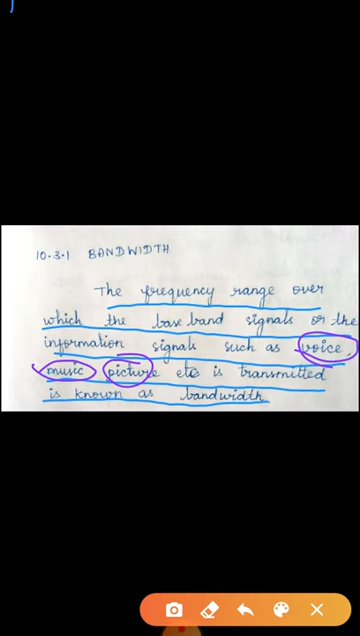 10.3.1 BANDWIDTH
The frequency range over
which the base band signals or the
information signals such as voice,
music picture etc is transmitted
is known as bandwidth